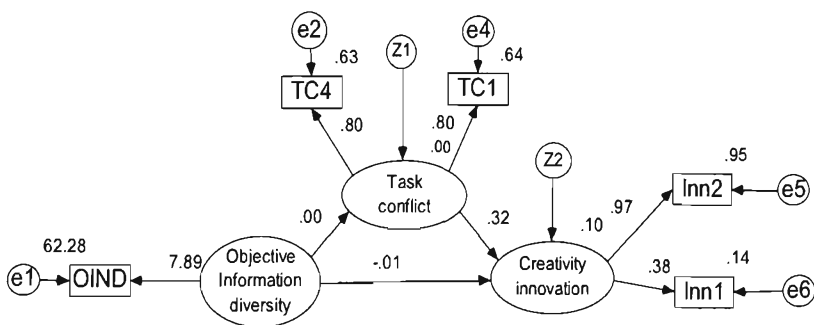 e2
.63
Z1
e4
.64
TC4
TC1
.80
.80
.00
Z2
.95
Task
conflict
Inn2
e5
.97
.10
.32
.00
62.28
7.89
Objective
Information
diversity
-.01
Creativity
innovation
.38
.14
e1
OIND
Inn1
e6